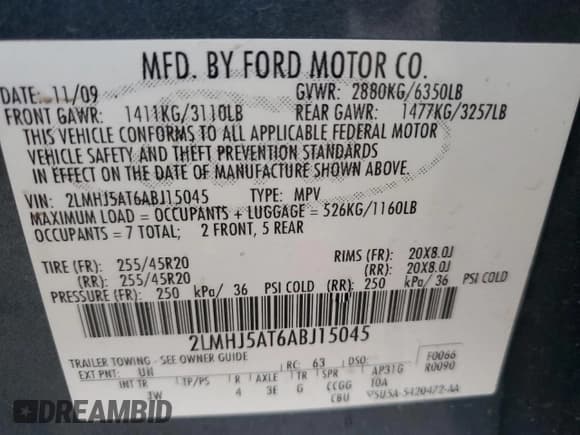 MFD. BY FORD MOTOR CO.
DATE: 11/09 GVWR: 2880KG/6350LB
FRONT GAWR: 1411KG/3110LB REAR GAWR: 1477KG/3257LB
THIS VEHICLE CONFORMS TO ALL APPLICABLE FEDERAL MOTOR
VEHICLE SAFETY AND THEFT PREVENTION STANDARDS
IN EFFECT ON THE DATE OF MANUFACTURE SHOWN ABOVE.
VIN: 2LMHJ5AT6ABJ15045 TYPE: MPV
MAXIMUM LOAD = OCCUPANTS + LUGGAGE = 526KG/1160LB
OCCUPANTS = 7 TOTAL; 2 FRONT, 5 REAR
TIRE (FR): 255/45R20 RIMS (FR): 20X8.0J
(RR): 255/45R20 (RR): 20X8.0J
PRESSURE (FR): 250 kPa/ 36 PSI COLD (RR): 250 kPa/ 36 PSI COLD
2LMHJ5AT6ABJ15045
TRAILER TOWING - SEE OWNER GUIDE
EXT PNT: UH RC: 63 DSO: F0066
INT TR TP/PS R AXLE TR SPR AP31G R0090
3W 4 3E G CCGG 10A
CBU 5U5A-5420472-AA
DREAMBID